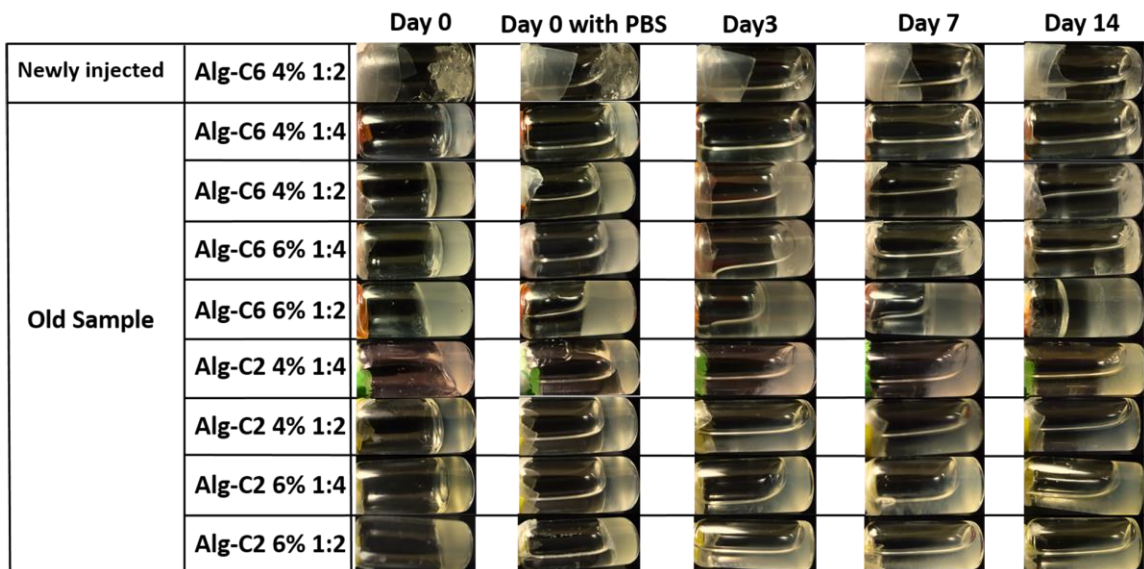 Day 0 Day 0 with PBS Day3 Day 7 Day 14
Newly injected Alg-C6 4% 1:2
Alg-C6 4% 1:4
Alg-C6 4% 1:2
Alg-C6 6% 1:4
Old Sample Alg-C6 6% 1:2
Alg-C2 4% 1:4
Alg-C2 4% 1:2
Alg-C2 6% 1:4
Alg-C2 6% 1:2